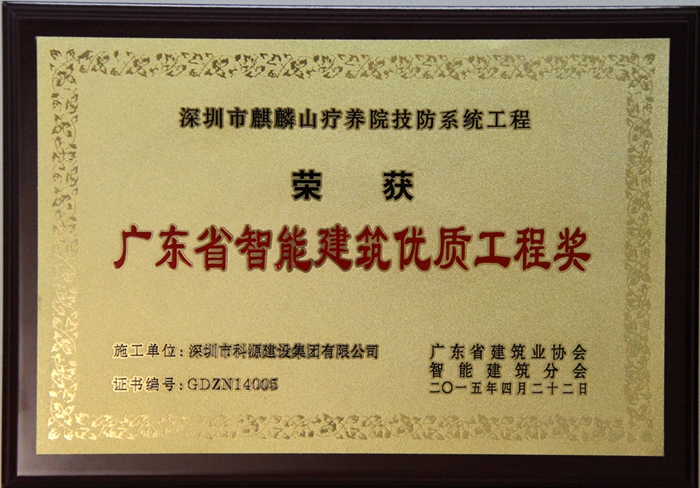 深圳市麒麟山疗养院技防系统工程
荣 获
广东省智能建筑优质工程奖
施工单位：深圳市科源建设集团有限公司
证书编号：GDZN14005
广东省建筑业协会
智能建筑分会
二〇一五年四月二十二日